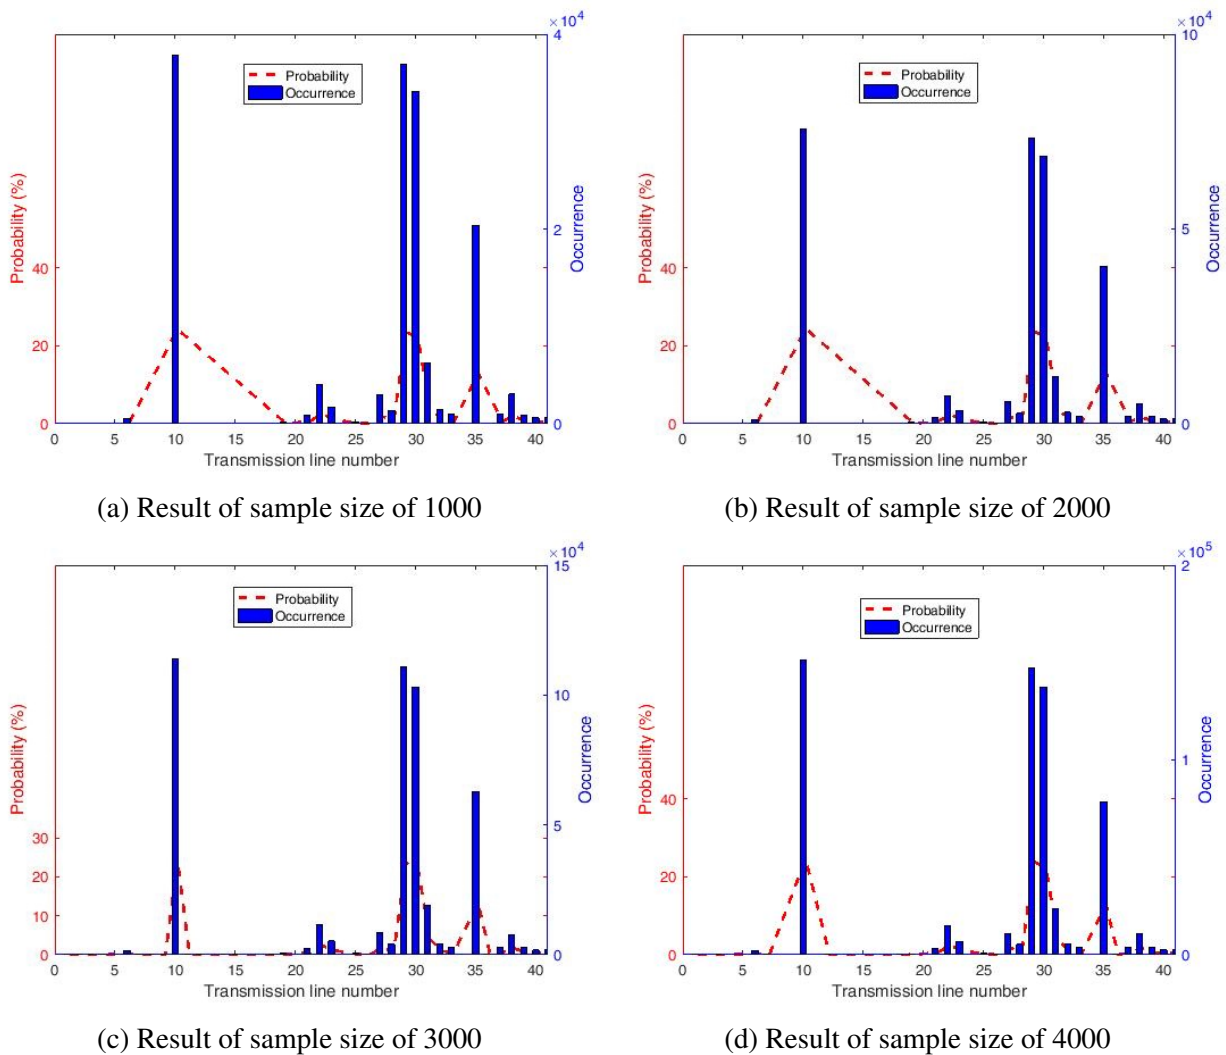 ×10⁴
4
Probability
Occurrence
Probability (%)
Occurrence
2
40
20
0
0
0 5 10 15 20 25 30 35 40
Transmission line number
(a) Result of sample size of 1000
×10⁴
10
Probability
Occurrence
Probability (%)
Occurrence
5
40
20
0
0
0 5 10 15 20 25 30 35 40
Transmission line number
(b) Result of sample size of 2000
×10⁴
15
Probability
Occurrence
10
Probability (%)
Occurrence
5
30
20
10
0
0
0 5 10 15 20 25 30 35 40
Transmission line number
(c) Result of sample size of 3000
×10⁵
2
Probability
Occurrence
Probability (%)
Occurrence
1
40
20
0
0
0 5 10 15 20 25 30 35 40
Transmission line number
(d) Result of sample size of 4000